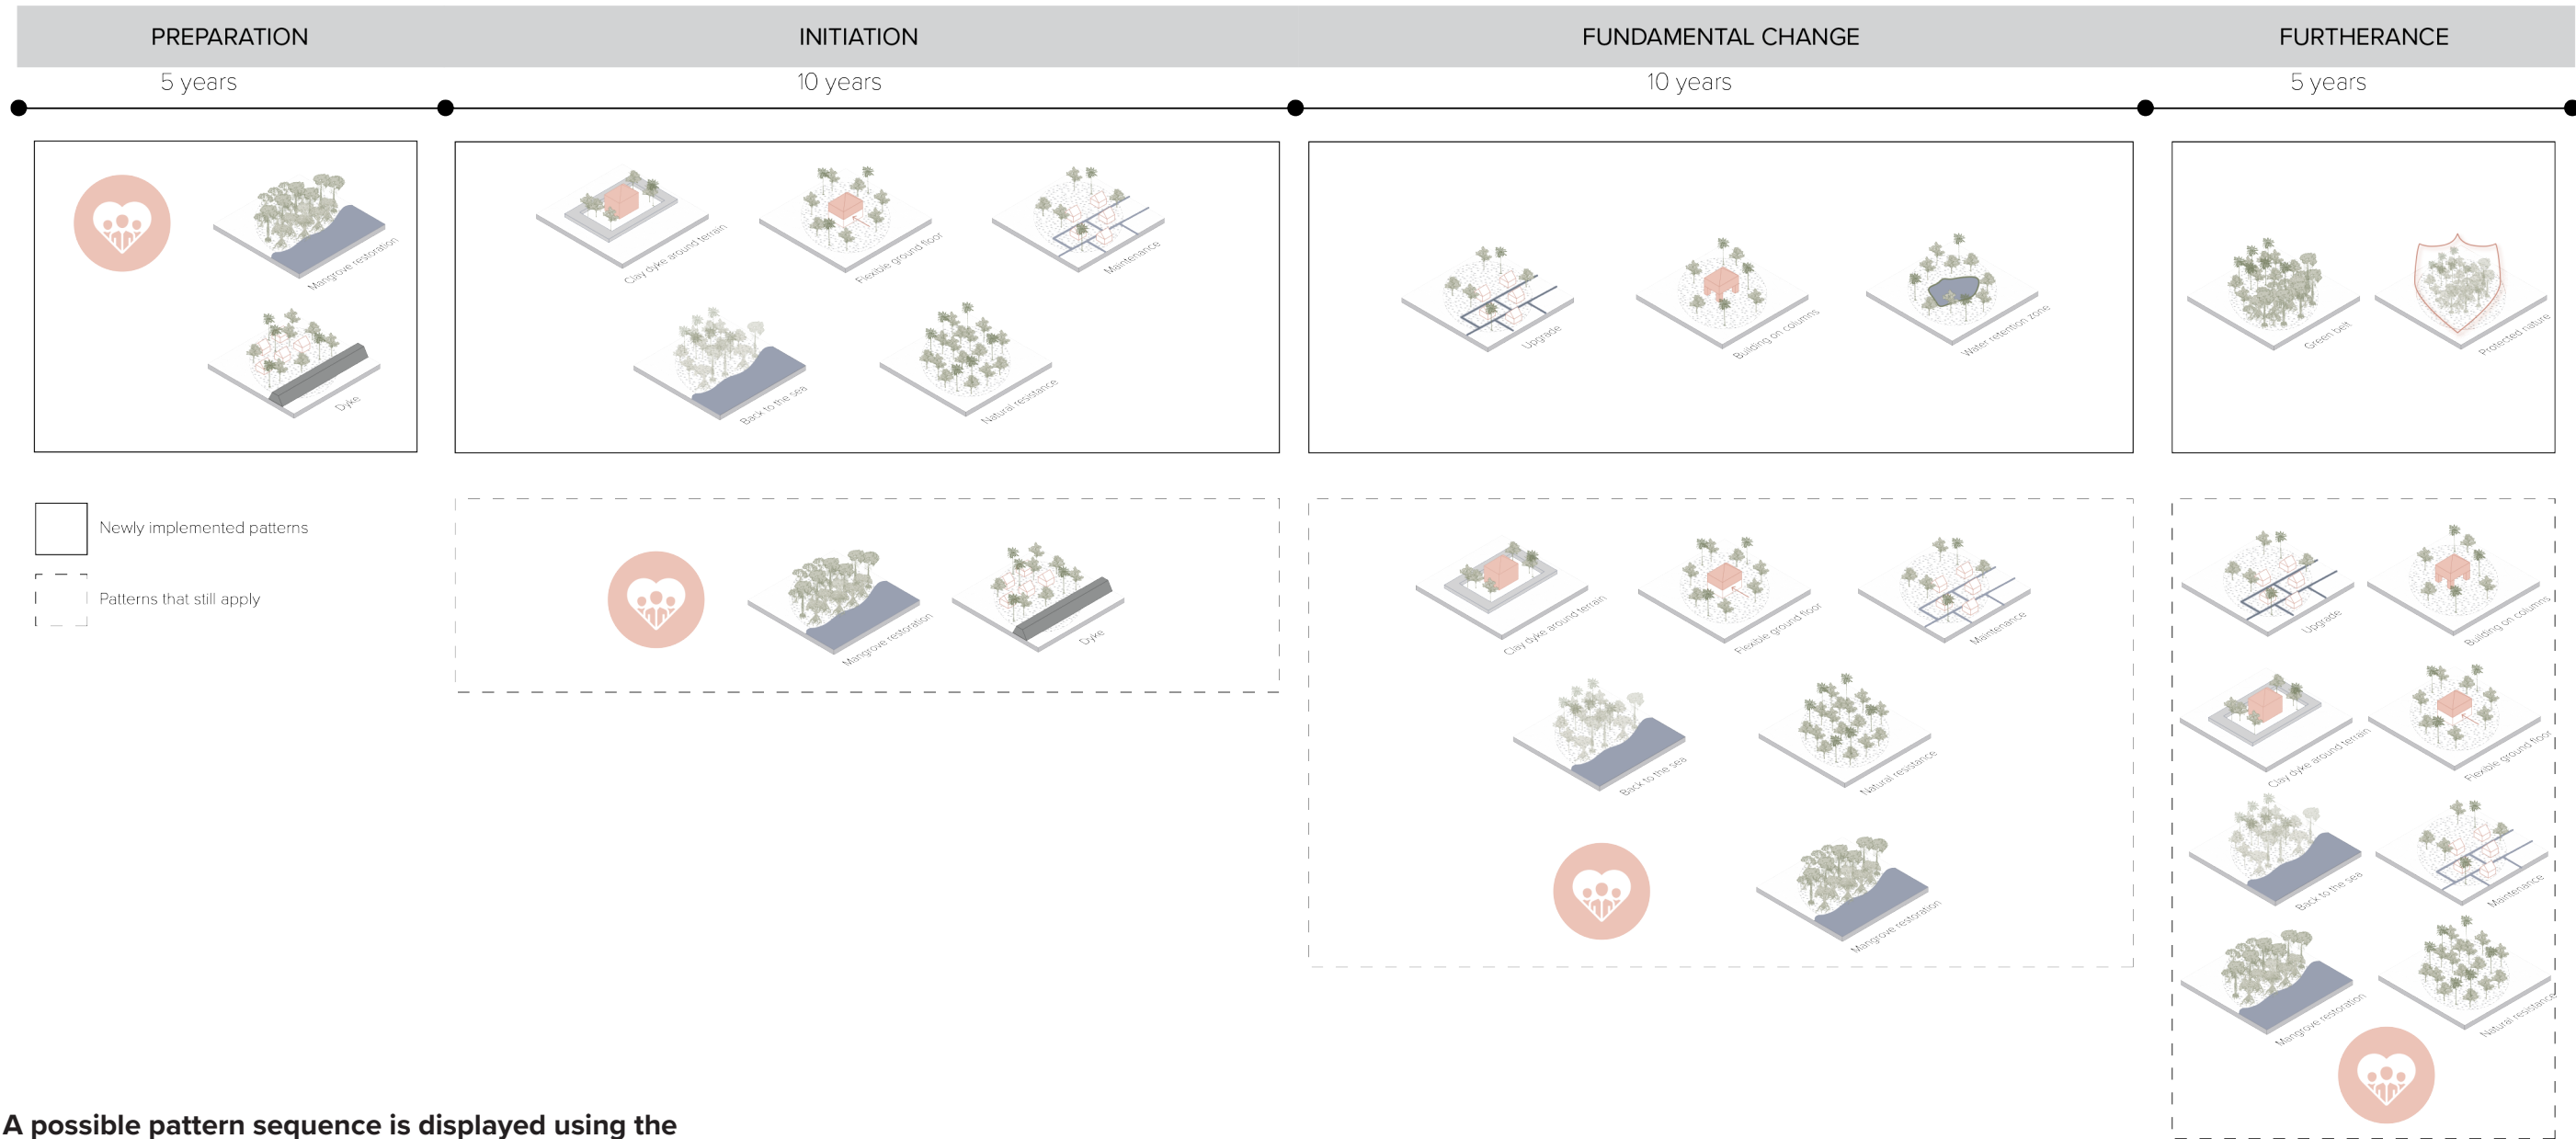 PREPARATION
INITIATION
FUNDAMENTAL CHANGE
FURTHERANCE
5 years
10 years
10 years
5 years
Mangrove restoration
Dyke
Clay dyke around terrain
Flexible ground floor
Maintenance
Back to the sea
Natural resistance
Upgrade
Building on columns
Water retention zone
Green belt
Protected nature
Newly implemented patterns
Patterns that still apply
Mangrove restoration
Dyke
Clay dyke around terrain
Flexible ground floor
Maintenance
Back to the sea
Natural resistance
Mangrove restoration
Upgrade
Building on columns
Clay dyke around terrain
Flexible ground floor
Back to the sea
Maintenance
Mangrove restoration
Natural resistance
A possible pattern sequence is displayed using the